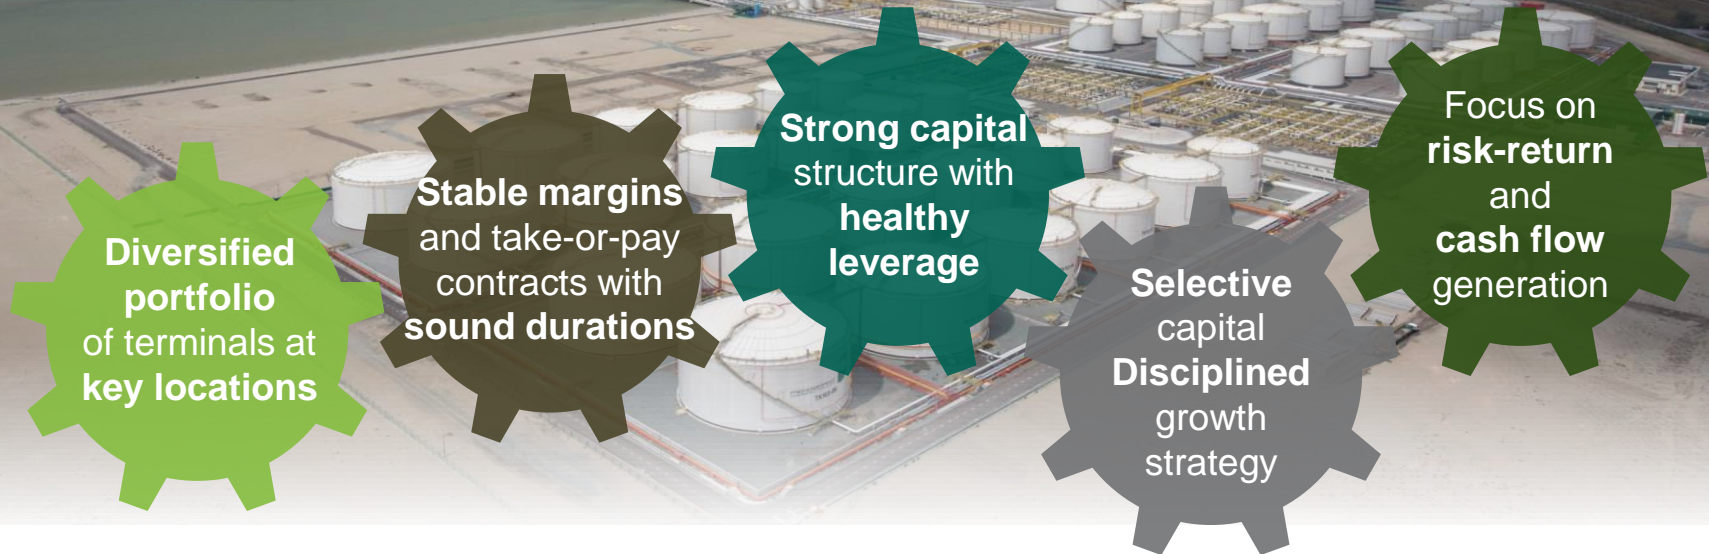 Diversified
portfolio
of terminals at
key locations
Stable margins
and take-or-pay
contracts with
sound durations
Strong capital
structure with
healthy
leverage
Selective
capital
Disciplined
growth
strategy
Focus on
risk-return
and
cash flow
generation